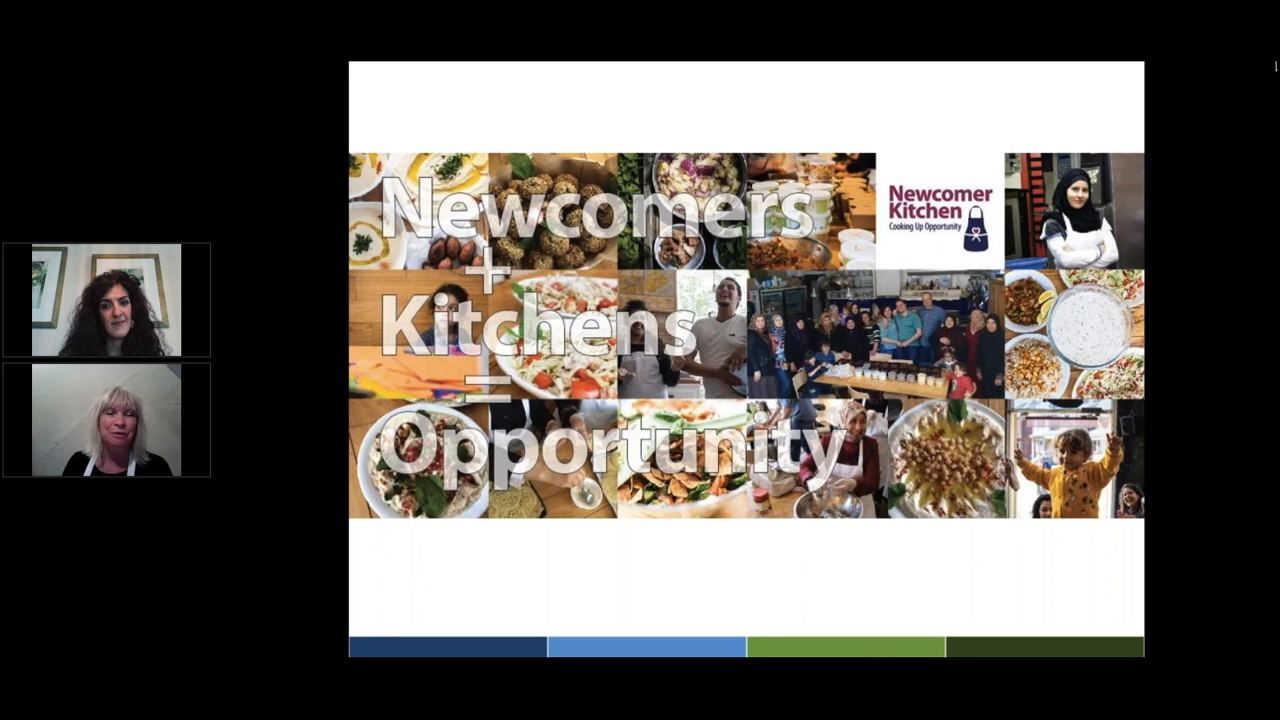 Newcomers
+
Kitchens
=
Opportunity
Newcomer
Kitchen
Cooking Up Opportunity